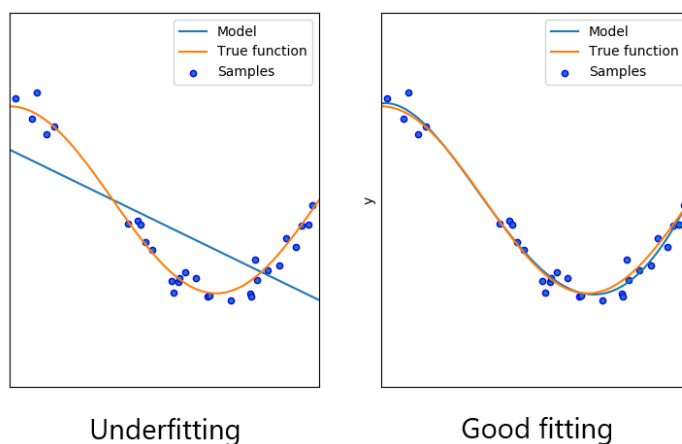 Model
True function
Samples
Model
True function
Samples
y
Underfitting
Good fitting